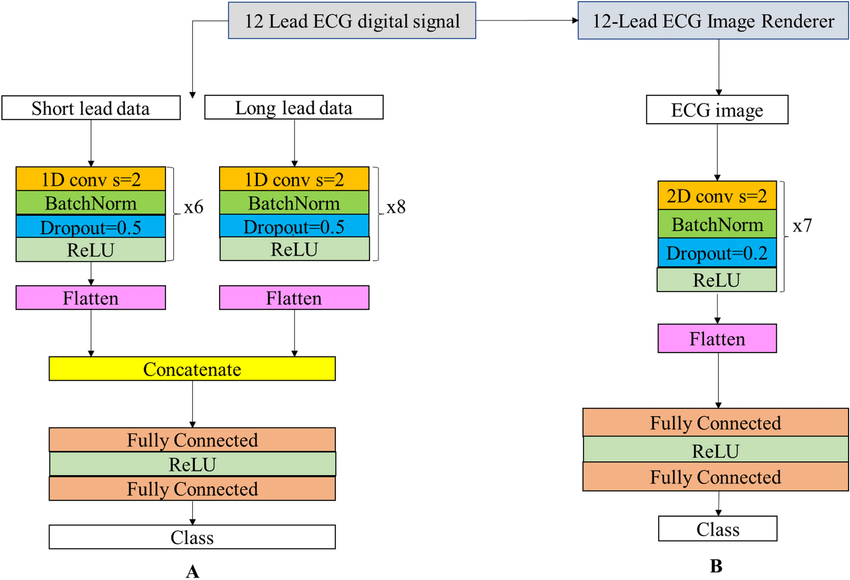 12 Lead ECG digital signal
12-Lead ECG Image Renderer
Short lead data
Long lead data
1D conv s=2
BatchNorm
Dropout=0.5
ReLU
x6
1D conv s=2
BatchNorm
Dropout=0.5
ReLU
x8
Flatten
Flatten
Concatenate
Fully Connected
ReLU
Fully Connected
Class
A
ECG image
2D conv s=2
BatchNorm
Dropout=0.2
ReLU
x7
Flatten
Fully Connected
ReLU
Fully Connected
Class
B